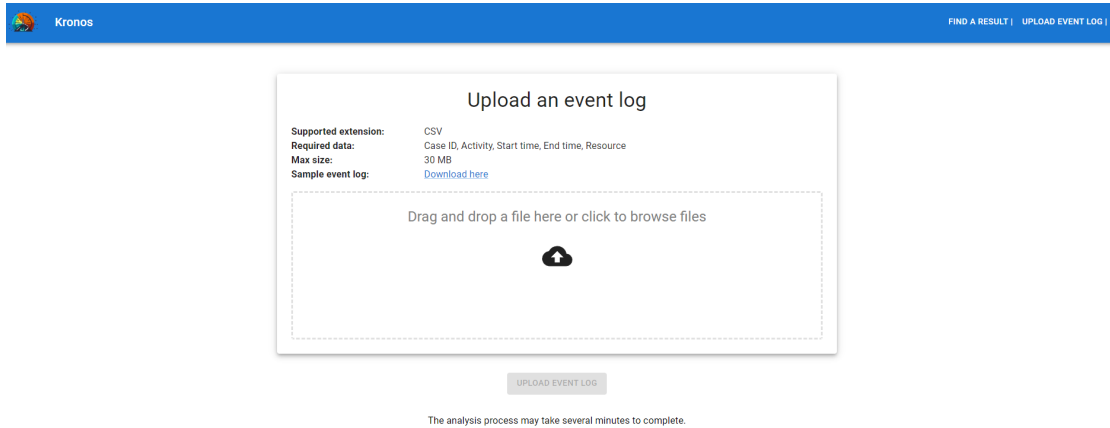 Kronos
FIND A RESULT | UPLOAD EVENT LOG |
Upload an event log
Supported extension: CSV
Required data: Case ID, Activity, Start time, End time, Resource
Max size: 30 MB
Sample event log: Download here
Drag and drop a file here or click to browse files
UPLOAD EVENT LOG
The analysis process may take several minutes to complete.